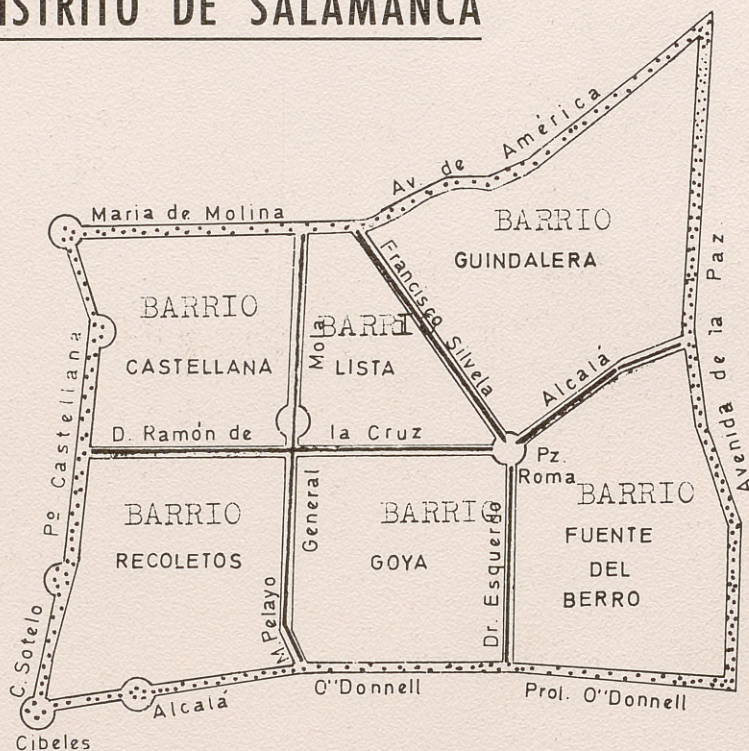 ISTRITO DE SALAMANCA
Av. de América
Maria de Molina
BARRIO
GUINDALERA
Francisco Silvela
BARRIO
CASTELLANA
Mola
BARRI
LISTA
Alcalá
Avenida de la Paz.
Pº Castellana
D. Ramón de la Cruz
Pz.
Roma
BARRIO
RECOLETOS
General
BARRIO
GOYA
Dr. Esquerdo
BARRIO
FUENTE
DEL
BERRO
C. Sotelo
M. Pelayo
Alcalá
O"Donnell
Prol. O"Donnell
Cibeles